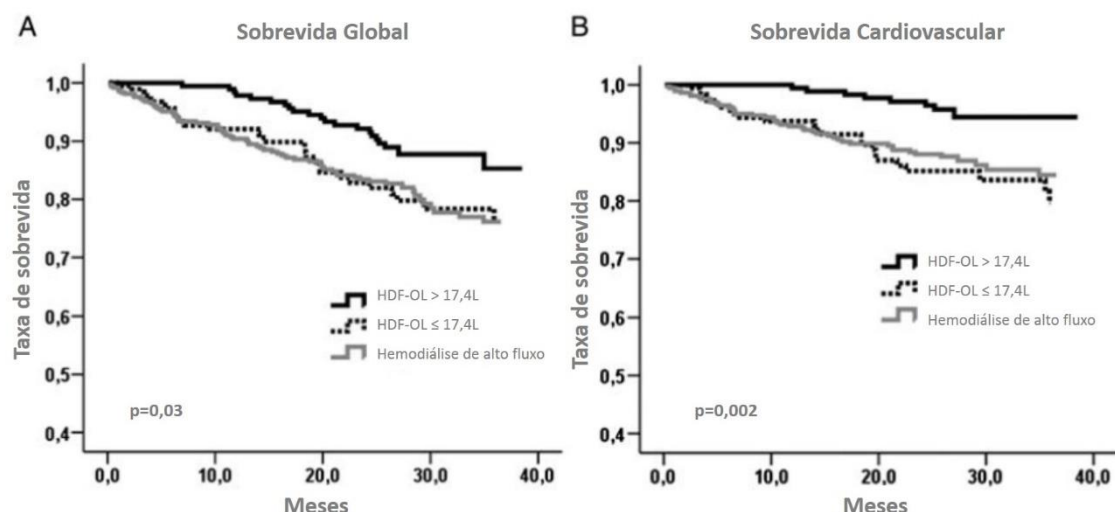 A
Sobrevida Global
Taxa de sobrevida
1,0
0,9
0,8
0,7
0,6
0,5
0,4
HDF-OL > 17,4L
HDF-OL ≤ 17,4L
Hemodiálise de alto fluxo
p=0,03
0,0 10,0 20,0 30,0 40,0
Meses
B
Sobrevida Cardiovascular
Taxa de sobrevida
1,0
0,9
0,8
0,7
0,6
0,5
0,4
HDF-OL > 17,4L
HDF-OL ≤ 17,4L
Hemodiálise de alto fluxo
p=0,002
0,0 10,0 20,0 30,0 40,0
Meses